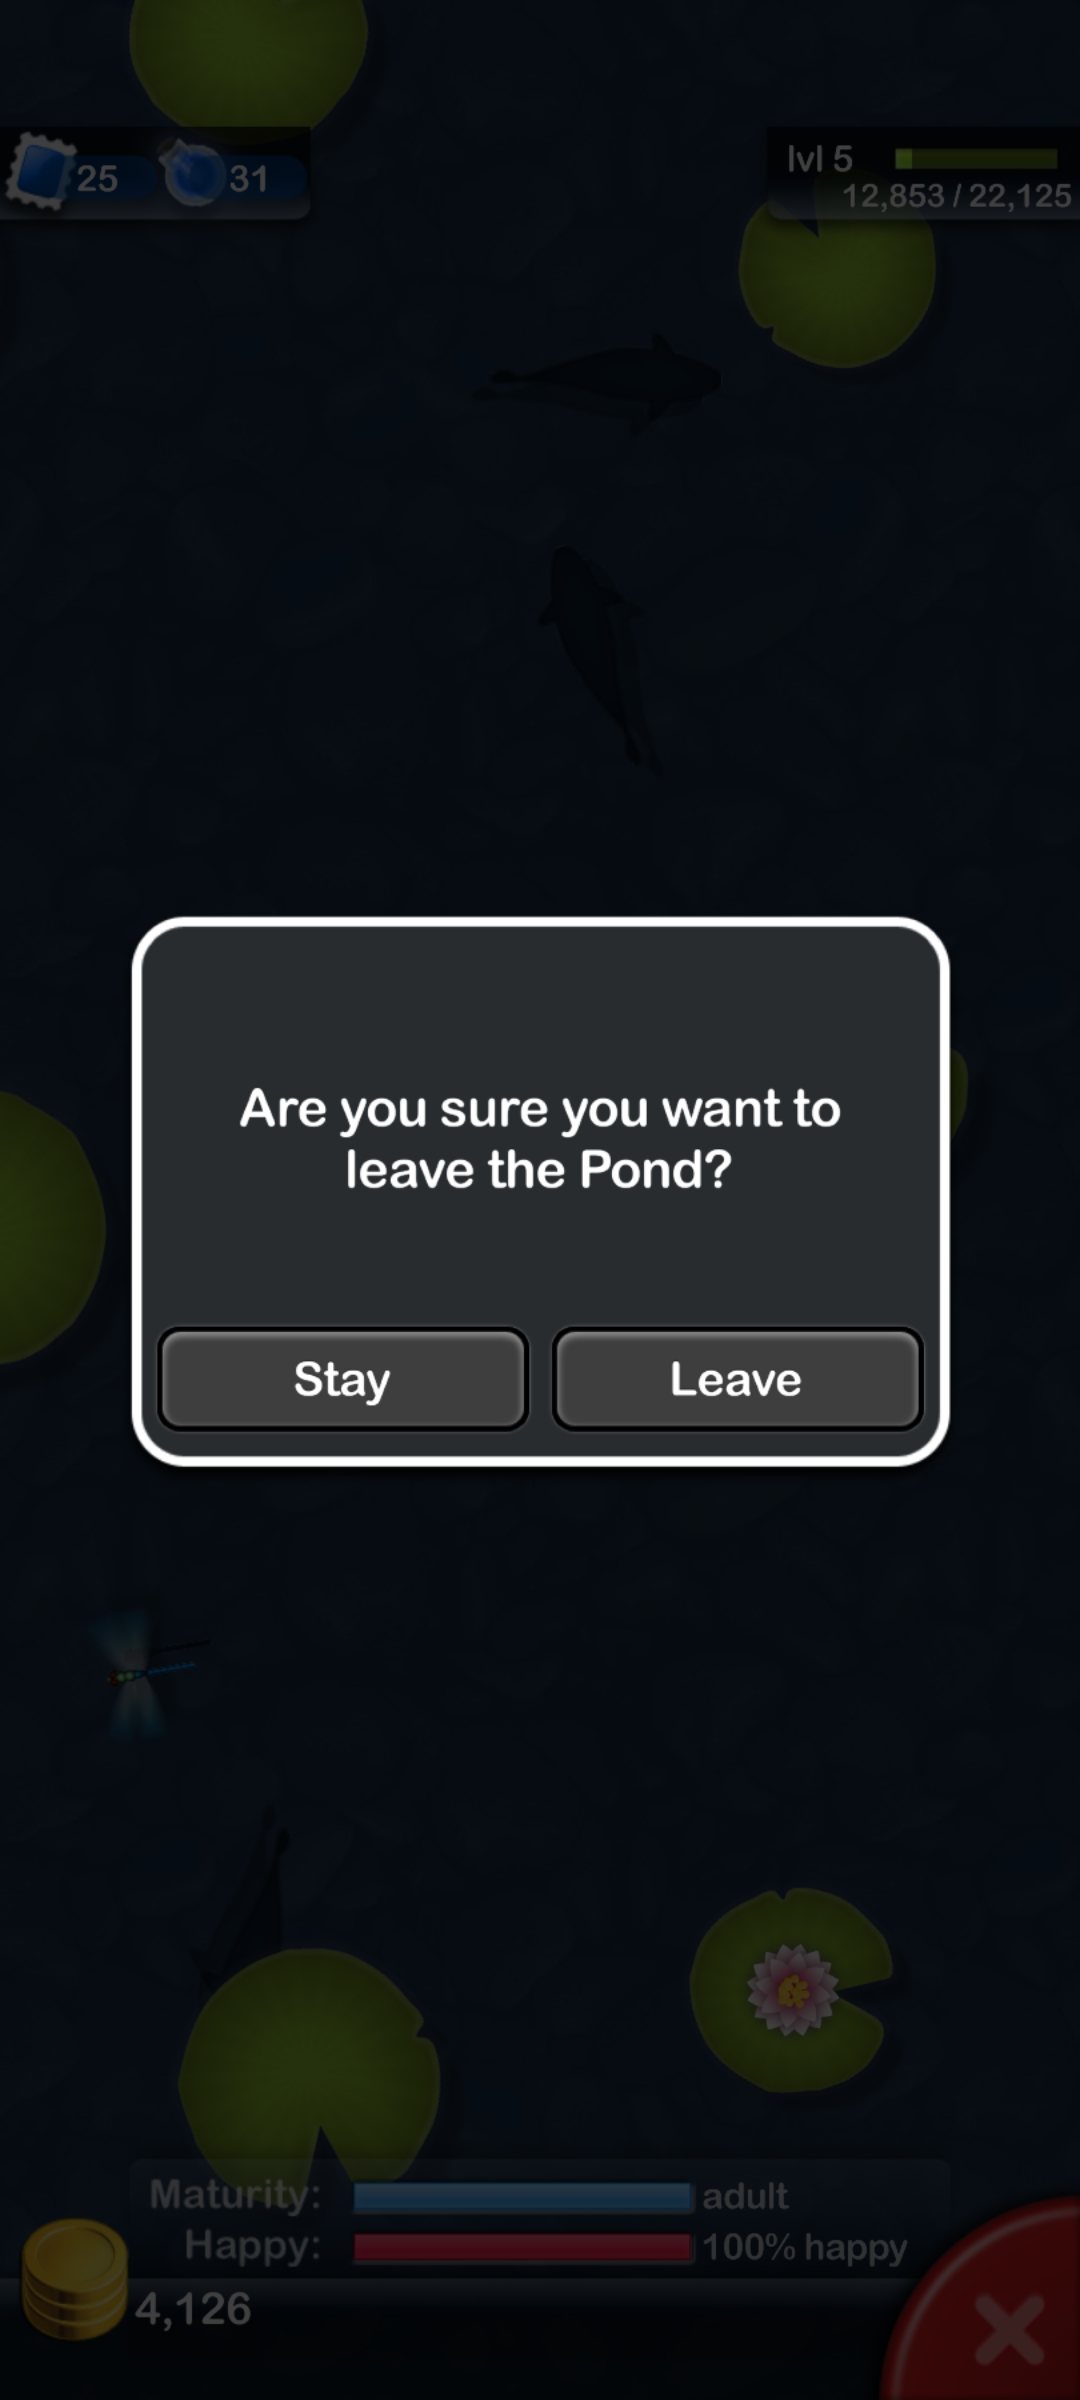 25
31
lvl 5
12,853 / 22,125
Are you sure you want to
leave the Pond?
Stay
Leave
Maturity:
adult
Happy:
100% happy
4,126